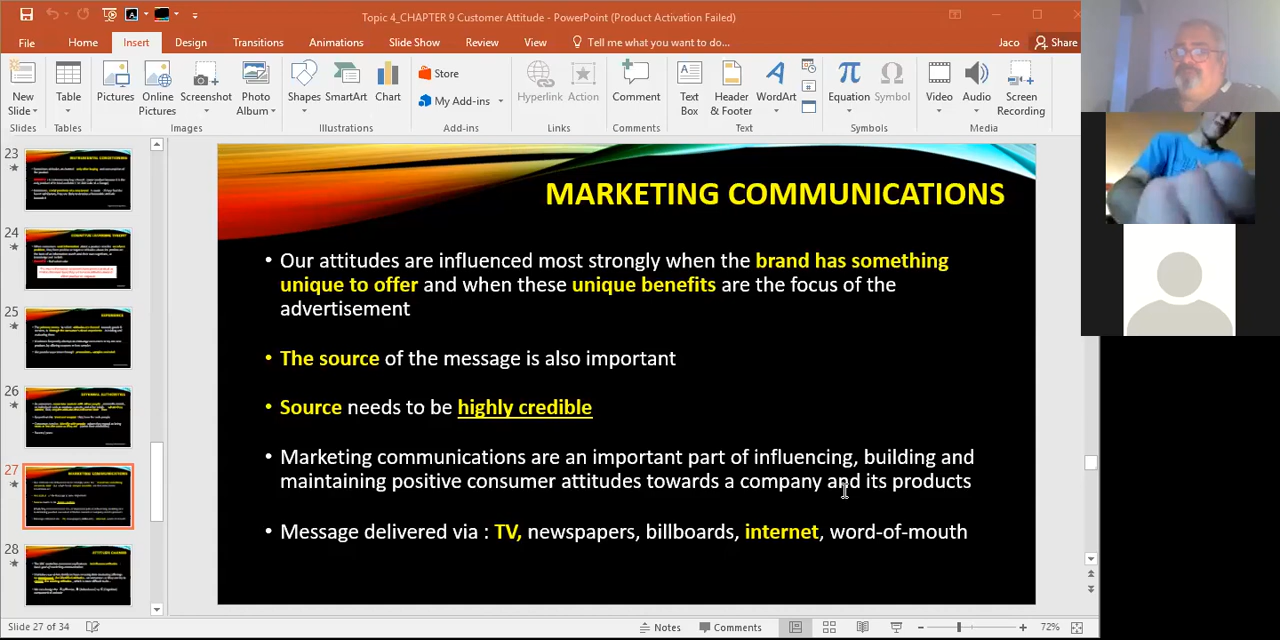 Topic 4_CHAPTER 9 Customer Attitude - PowerPoint (Product Activation Failed)
File Home Insert Design Transitions Animations Slide Show Review View Tell me what you want to do... Jaco Share
New Slide
Table
Pictures
Online Pictures
Screenshot
Photo Album
Shapes
SmartArt
Chart
Store
My Add-ins
Hyperlink
Action
Comment
Text Box
Header & Footer
WordArt
Equation
Symbol
Video
Audio
Screen Recording
Slides Tables Images Illustrations Add-ins Links Comments Text Symbols Media
23
24
25
EXPERIENCE
26
27
MARKETING COMMUNICATIONS
28
ATTITUDE CHANGE
MARKETING COMMUNICATIONS
• Our attitudes are influenced most strongly when the brand has something
unique to offer and when these unique benefits are the focus of the
advertisement
• The source of the message is also important
• Source needs to be highly credible
• Marketing communications are an important part of influencing, building and
maintaining positive consumer attitudes towards a company and its products
• Message delivered via : TV, newspapers, billboards, internet, word-of-mouth
Slide 27 of 34 Notes Comments 72%